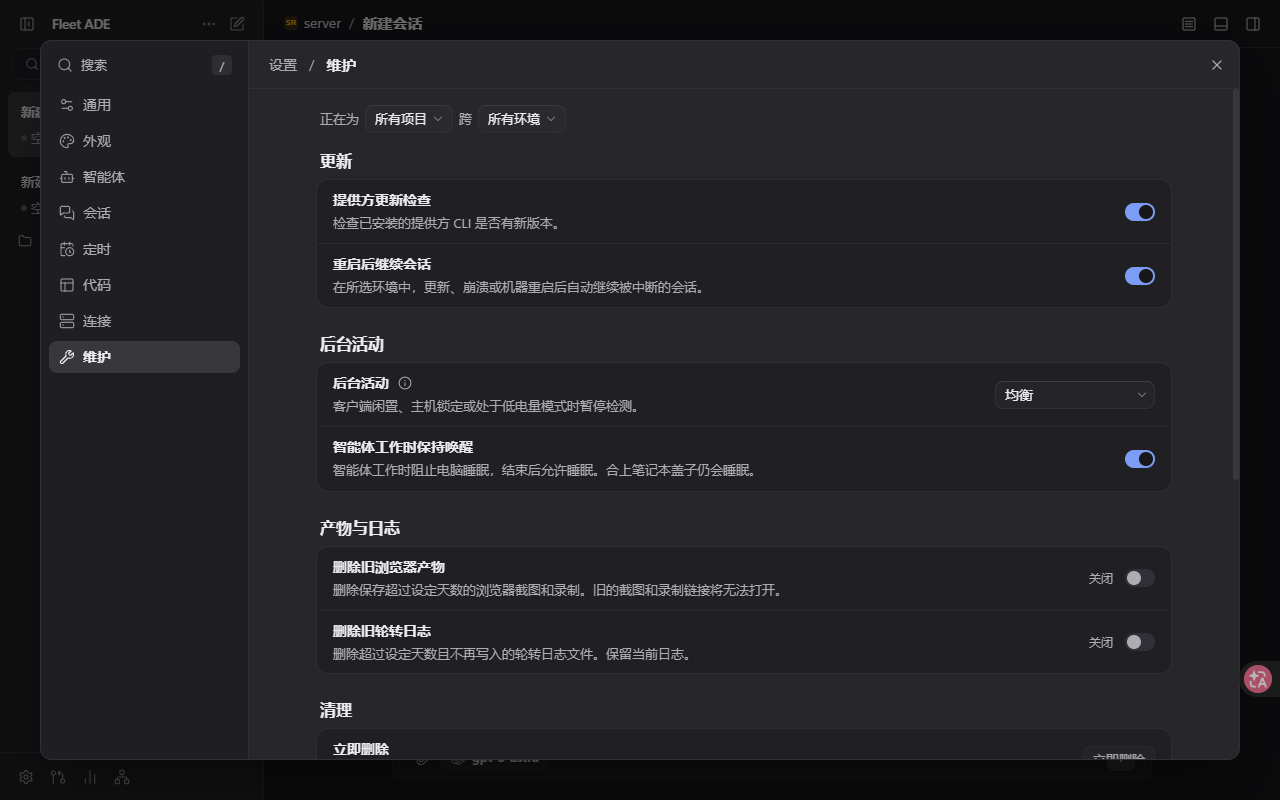 Fleet ADE
SR server / 新建会话
搜索 /
通用
外观
智能体
会话
定时
代码
连接
维护
设置 / 维护
正在为 所有项目 跨 所有环境
更新
提供方更新检查
检查已安装的提供方 CLI 是否有新版本。
重启后继续会话
在所选环境中，更新、崩溃或机器重启后自动继续被中断的会话。
后台活动
后台活动
客户端闲置、主机锁定或处于低电量模式时暂停检测。
均衡
智能体工作时保持唤醒
智能体工作时阻止电脑睡眠，结束后允许睡眠。合上笔记本盖子仍会睡眠。
产物与日志
删除旧浏览器产物
删除保存超过设定天数的浏览器截图和录制。旧的截图和录制链接将无法打开。
关闭
删除旧轮转日志
删除超过设定天数且不再写入的轮转日志文件。保留当前日志。
关闭
清理
立即删除
立即删除